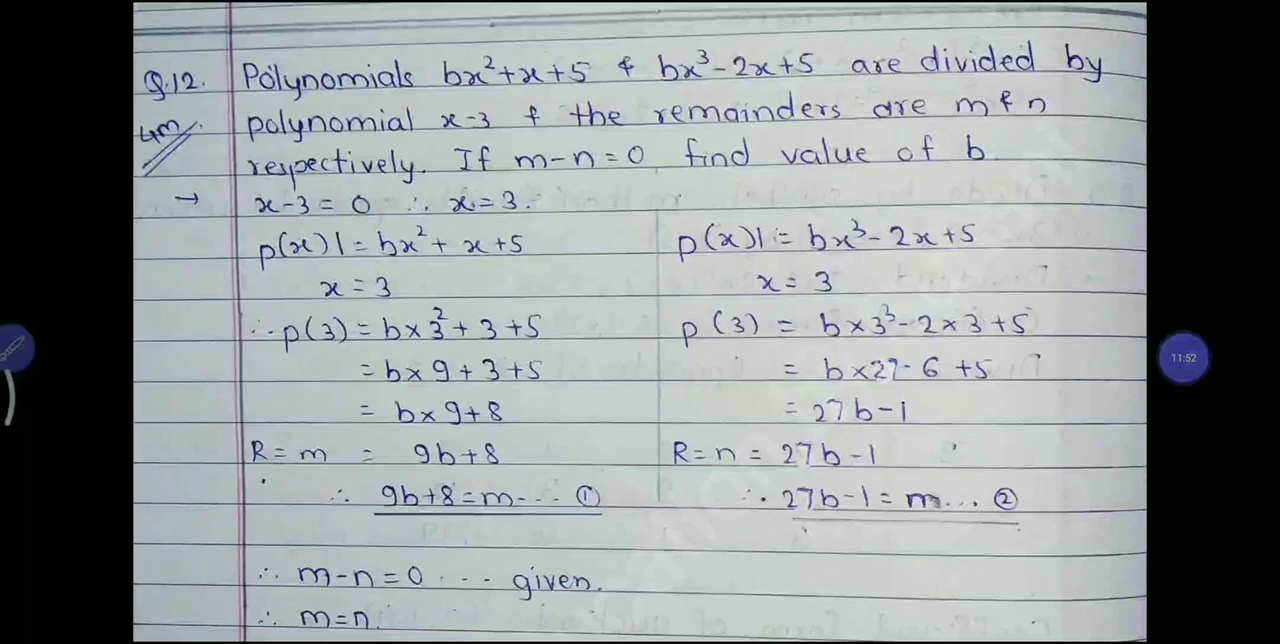 Q.12. Polynomials bx²+x+5 & bx³-2x+5 are divided by
4m. polynomial x-3 & the remainders are m & n
respectively. If m-n=0 find value of b.
→ x-3=0 ∴ x=3.
p(x)|=bx²+x+5
x=3
∴p(3)=b×3²+3+5
=b×9+3+5
=b×9+8
R=m = 9b+8
∴ 9b+8=m--- ①
p(x)|=bx³-2x+5
x=3
p(3)=b×3³-2×3+5
=b×27-6+5
=27b-1
R=n=27b-1
∴27b-1=m... ②
∴ m-n=0 --- given.
∴ m=n.
11:52